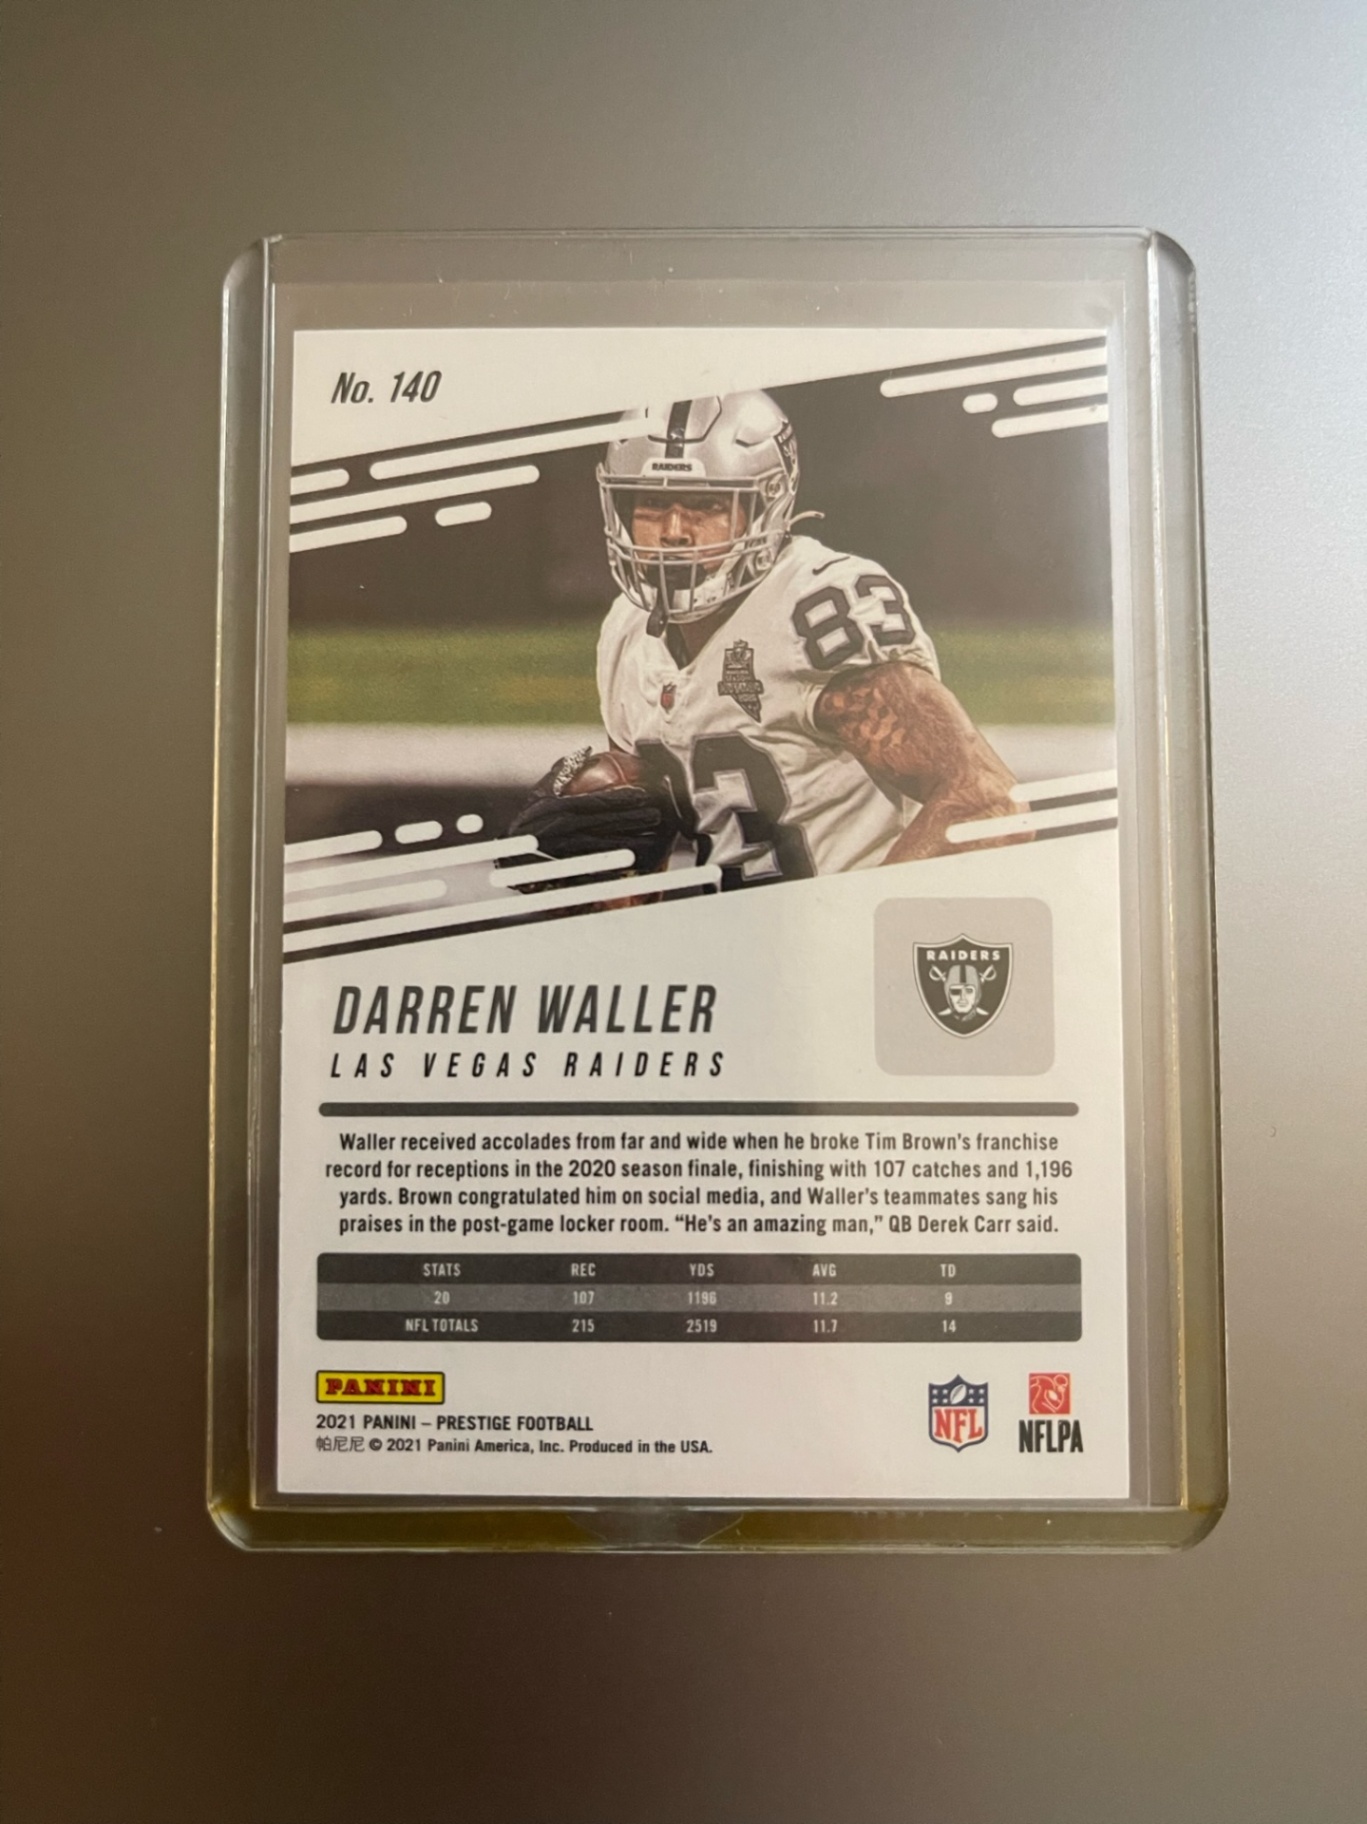 No. 140
RAIDERS
83
83
DARREN WALLER
LAS VEGAS RAIDERS
RAIDERS
Waller received accolades from far and wide when he broke Tim Brown's franchise
record for receptions in the 2020 season finale, finishing with 107 catches and 1,196
yards. Brown congratulated him on social media, and Waller's teammates sang his
praises in the post-game locker room. “He's an amazing man,” QB Derek Carr said.
STATS REC YDS AVG TD
20 107 1196 11.2 9
NFL TOTALS 215 2519 11.7 14
PANINI
2021 PANINI – PRESTIGE FOOTBALL
帕尼尼 © 2021 Panini America, Inc. Produced in the USA.
NFL
NFLPA